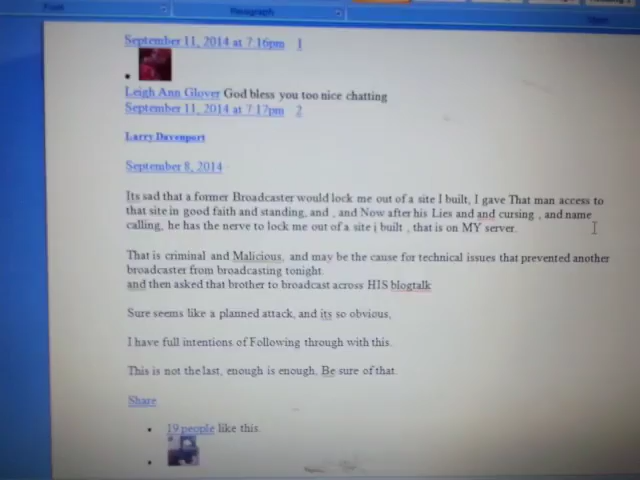 Font
Paragraph
September 11, 2014 at 7:16pm 1
Leigh Ann Glover God bless you too nice chatting
September 11, 2014 at 7:17pm 2
Larry Davenport
September 8, 2014
Its sad that a former Broadcaster would lock me out of a site I built, I gave That man access to
that site in good faith and standing, and , and Now after his Lies and and cursing , and name
calling, he has the nerve to lock me out of a site i built , that is on MY server.
That is criminal and Malicious, and may be the cause for technical issues that prevented another
broadcaster from broadcasting tonight.
and then asked that brother to broadcast across HIS blogtalk
Sure seems like a planned attack, and its so obvious,
I have full intentions of Following through with this.
This is not the last, enough is enough, Be sure of that.
Share
19 people like this.